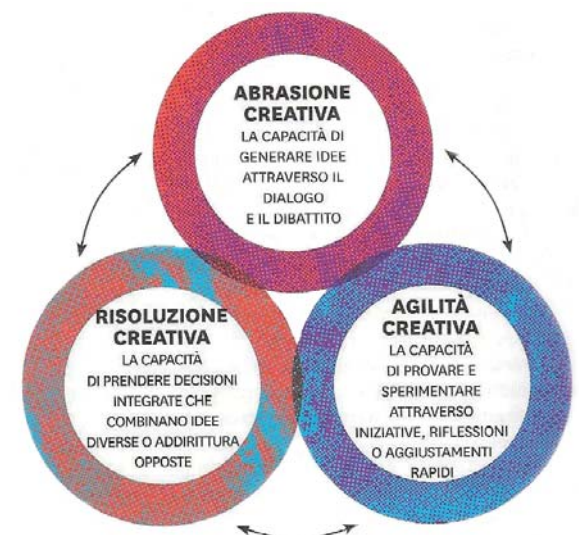 ABRASIONE
CREATIVA
LA CAPACITÀ DI
GENERARE IDEE
ATTRAVERSO IL
DIALOGO
E IL DIBATTITO
RISOLUZIONE
CREATIVA
LA CAPACITÀ
DI PRENDERE DECISIONI
INTEGRATE CHE
COMBINANO IDEE
DIVERSE O ADDIRITTURA
OPPOSTE
AGILITÀ
CREATIVA
LA CAPACITÀ
DI PROVARE E
SPERIMENTARE
ATTRAVERSO
INIZIATIVE, RIFLESSIONI
O AGGIUSTAMENTI
RAPIDI